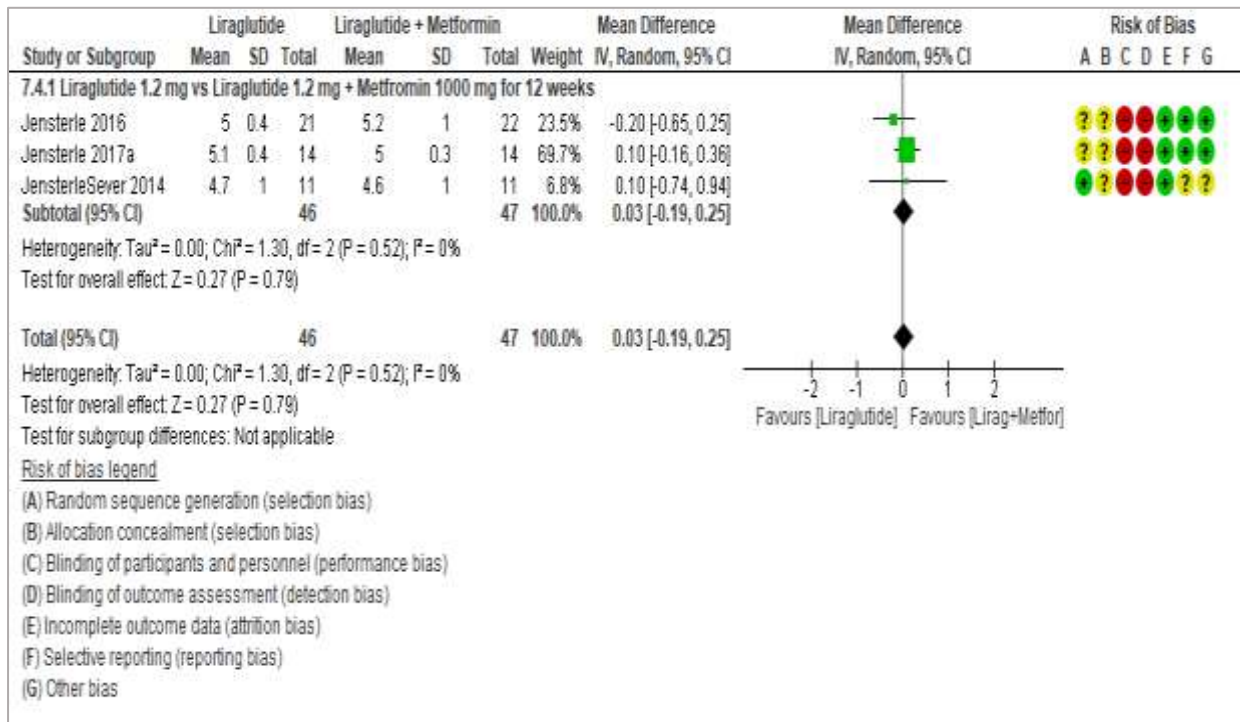 Liraglutide Liraglutide + Metformin Mean Difference Mean Difference Risk of Bias
Study or Subgroup Mean SD Total Mean SD Total Weight IV, Random, 95% CI IV, Random, 95% CI A B C D E F G
7.4.1 Liraglutide 1.2 mg vs Liraglutide 1.2 mg + Metfromin 1000 mg for 12 weeks
Jensterle 2016 5 0.4 21 5.2 1 22 23.5% -0.20 [-0.65, 0.25] ? ? - - + + +
Jensterle 2017a 5.1 0.4 14 5 0.3 14 69.7% 0.10 [-0.16, 0.36] ? ? - - + + +
JensterleSever 2014 4.7 1 11 4.6 1 11 6.8% 0.10 [-0.74, 0.94] + ? - - + ? ?
Subtotal (95% CI) 46 47 100.0% 0.03 [-0.19, 0.25]
Heterogeneity: Tau² = 0.00; Chi² = 1.30, df = 2 (P = 0.52); I² = 0%
Test for overall effect: Z = 0.27 (P = 0.79)
Total (95% CI) 46 47 100.0% 0.03 [-0.19, 0.25]
Heterogeneity: Tau² = 0.00; Chi² = 1.30, df = 2 (P = 0.52); I² = 0%
Test for overall effect: Z = 0.27 (P = 0.79)
Test for subgroup differences: Not applicable
-2 -1 0 1 2
Favours [Liraglutide] Favours [Lirag+Metfor]
Risk of bias legend
(A) Random sequence generation (selection bias)
(B) Allocation concealment (selection bias)
(C) Blinding of participants and personnel (performance bias)
(D) Blinding of outcome assessment (detection bias)
(E) Incomplete outcome data (attrition bias)
(F) Selective reporting (reporting bias)
(G) Other bias